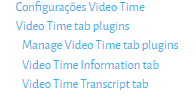 Configurações Video Time
Video Time tab plugins
Manage Video Time tab plugins
Video Time Information tab
Video Time Transcript tab